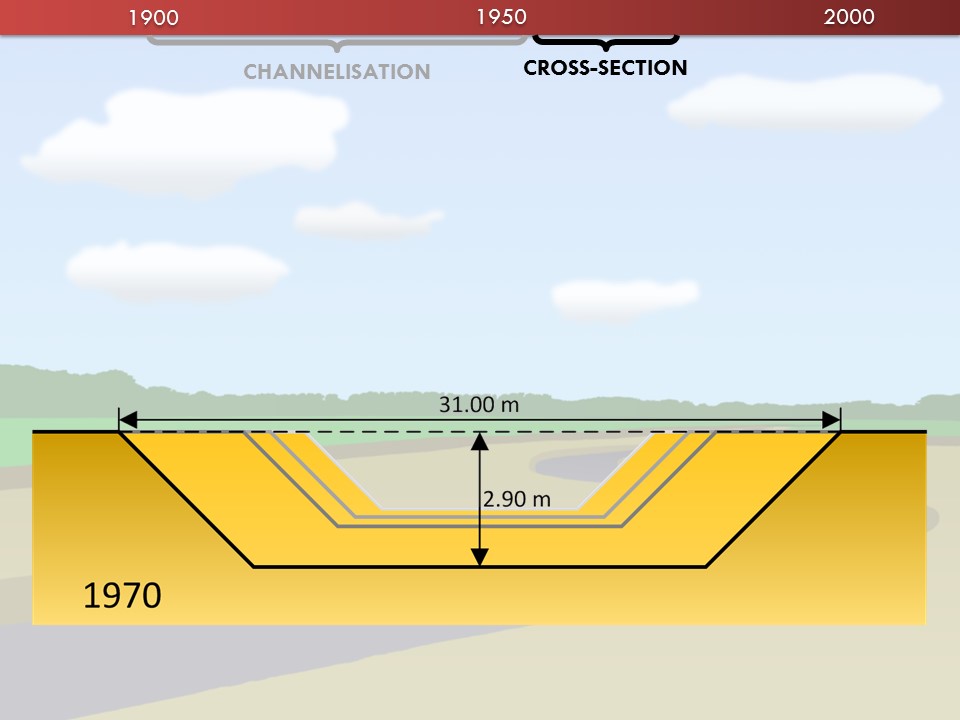 1900 1950 2000
CHANNELISATION CROSS-SECTION
31.00 m
2.90 m
1970